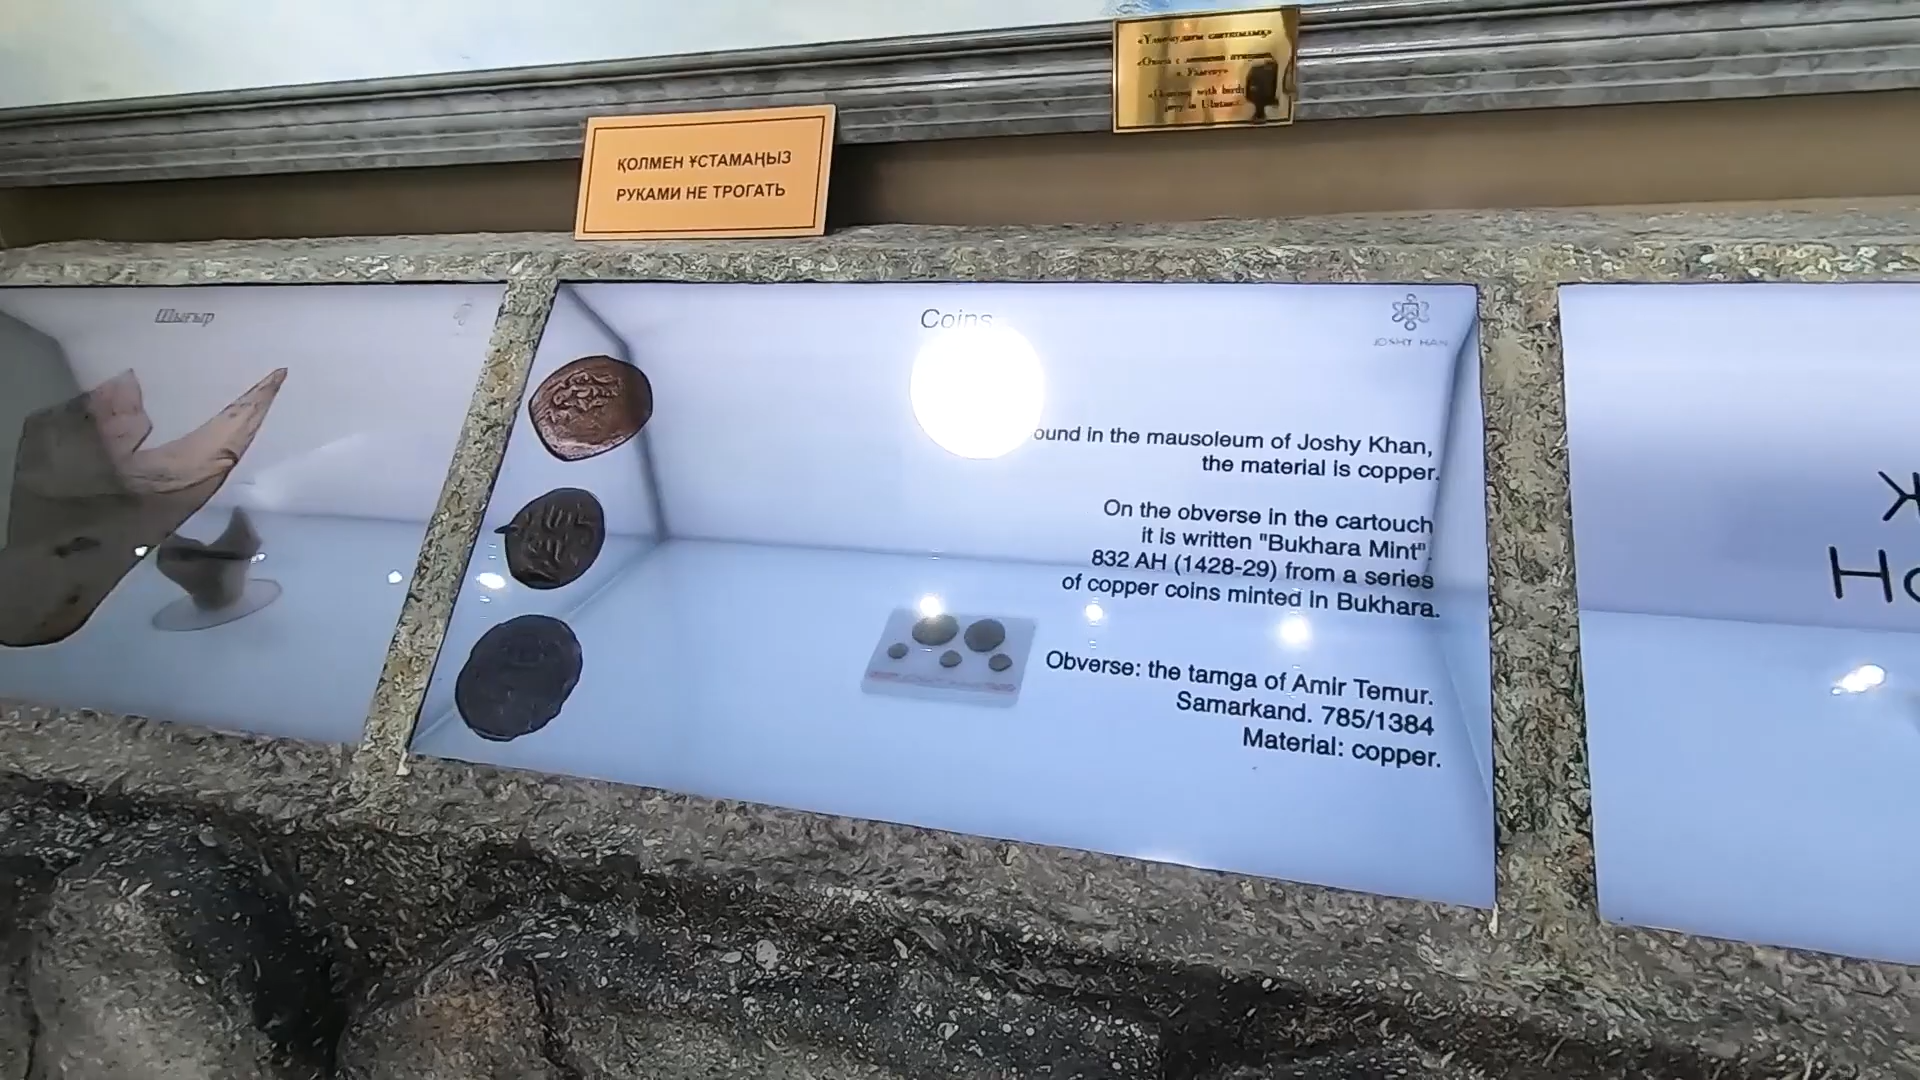 ҚОЛМЕН ҰСТАМАҢЫЗ
РУКАМИ НЕ ТРОГАТЬ
Шығыр
Coins
JOSHY HAN
in the mausoleum of Joshy Khan,
the material is copper.
On the obverse in the cartouch
it is written "Bukhara Mint"
832 AH (1428-29) from a series
of copper coins minted in Bukhara.
Obverse: the tamga of Amir Temur.
Samarkand. 785/1384
Material: copper.